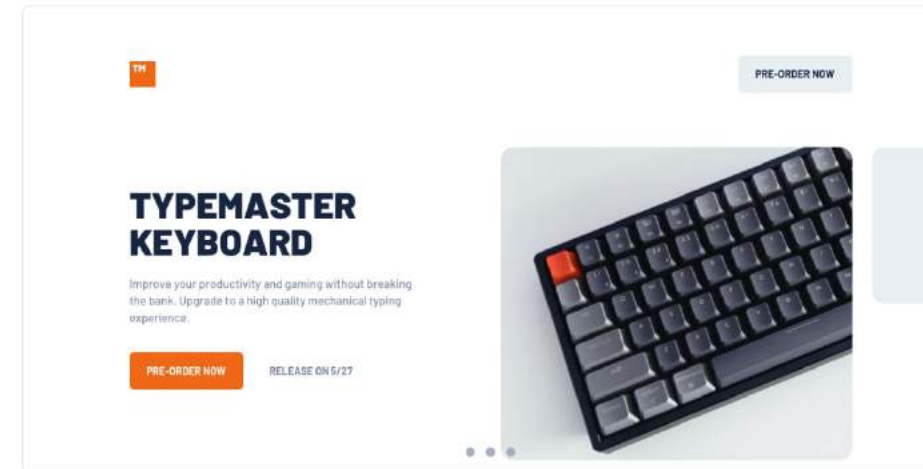 TM
PRE-ORDER NOW
TYPEMASTER
KEYBOARD
Improve your productivity and gaming without breaking
the bank. Upgrade to a high quality mechanical typing
experience.
PRE-ORDER NOW
RELEASE ON 5/27